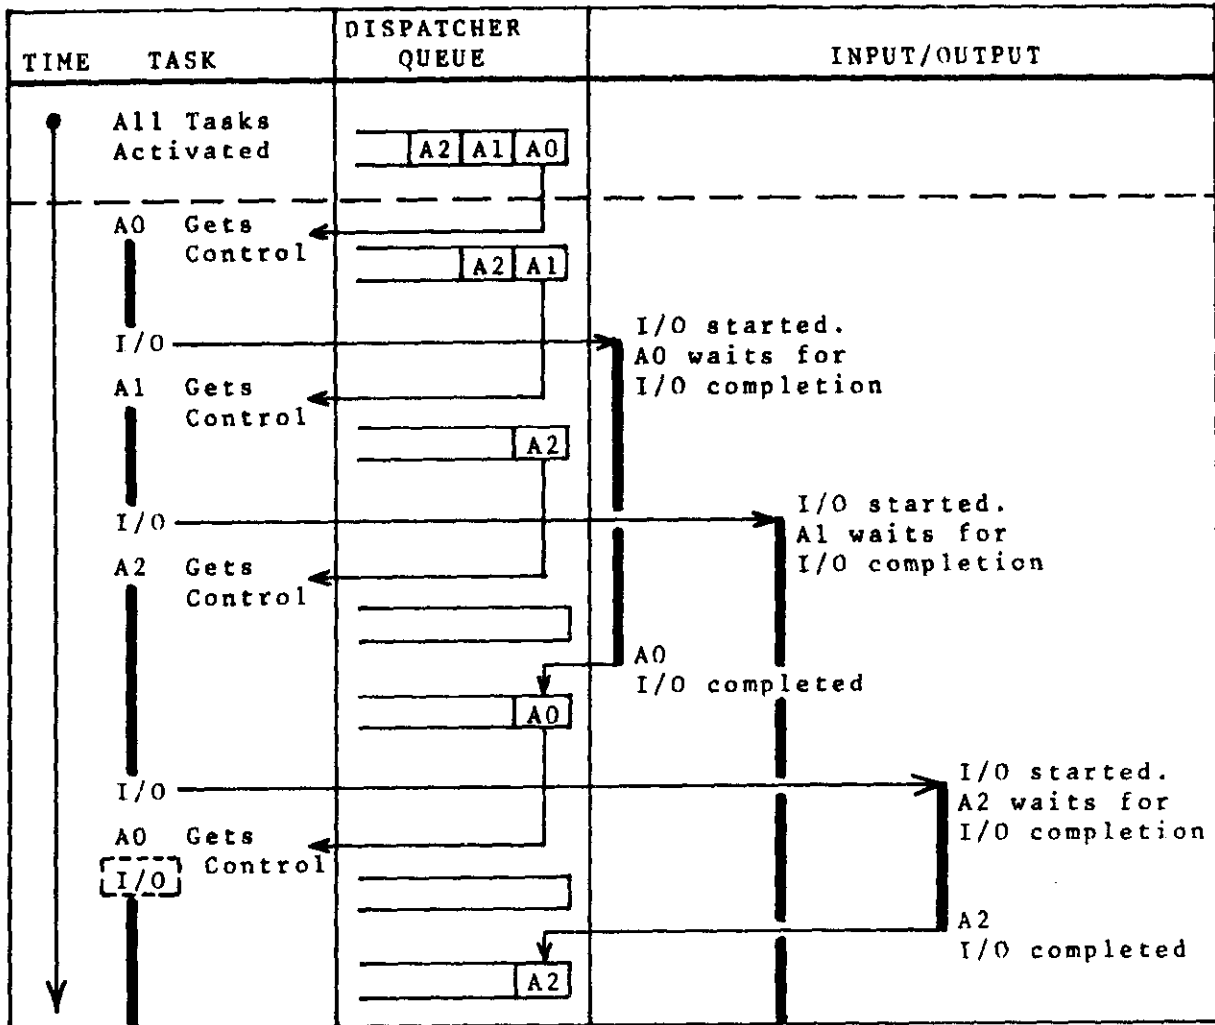 TIME TASK DISPATCHER QUEUE INPUT/OUTPUT
All Tasks
Activated
A2 A1 A0
A0 Gets
Control
A2 A1
I/O
I/O started.
A0 waits for
I/O completion
A1 Gets
Control
A2
I/O
I/O started.
A1 waits for
I/O completion
A2 Gets
Control
A0
I/O completed
A0
I/O
I/O started.
A2 waits for
I/O completion
A0 Gets
Control
I/O
A2
I/O completed
A2